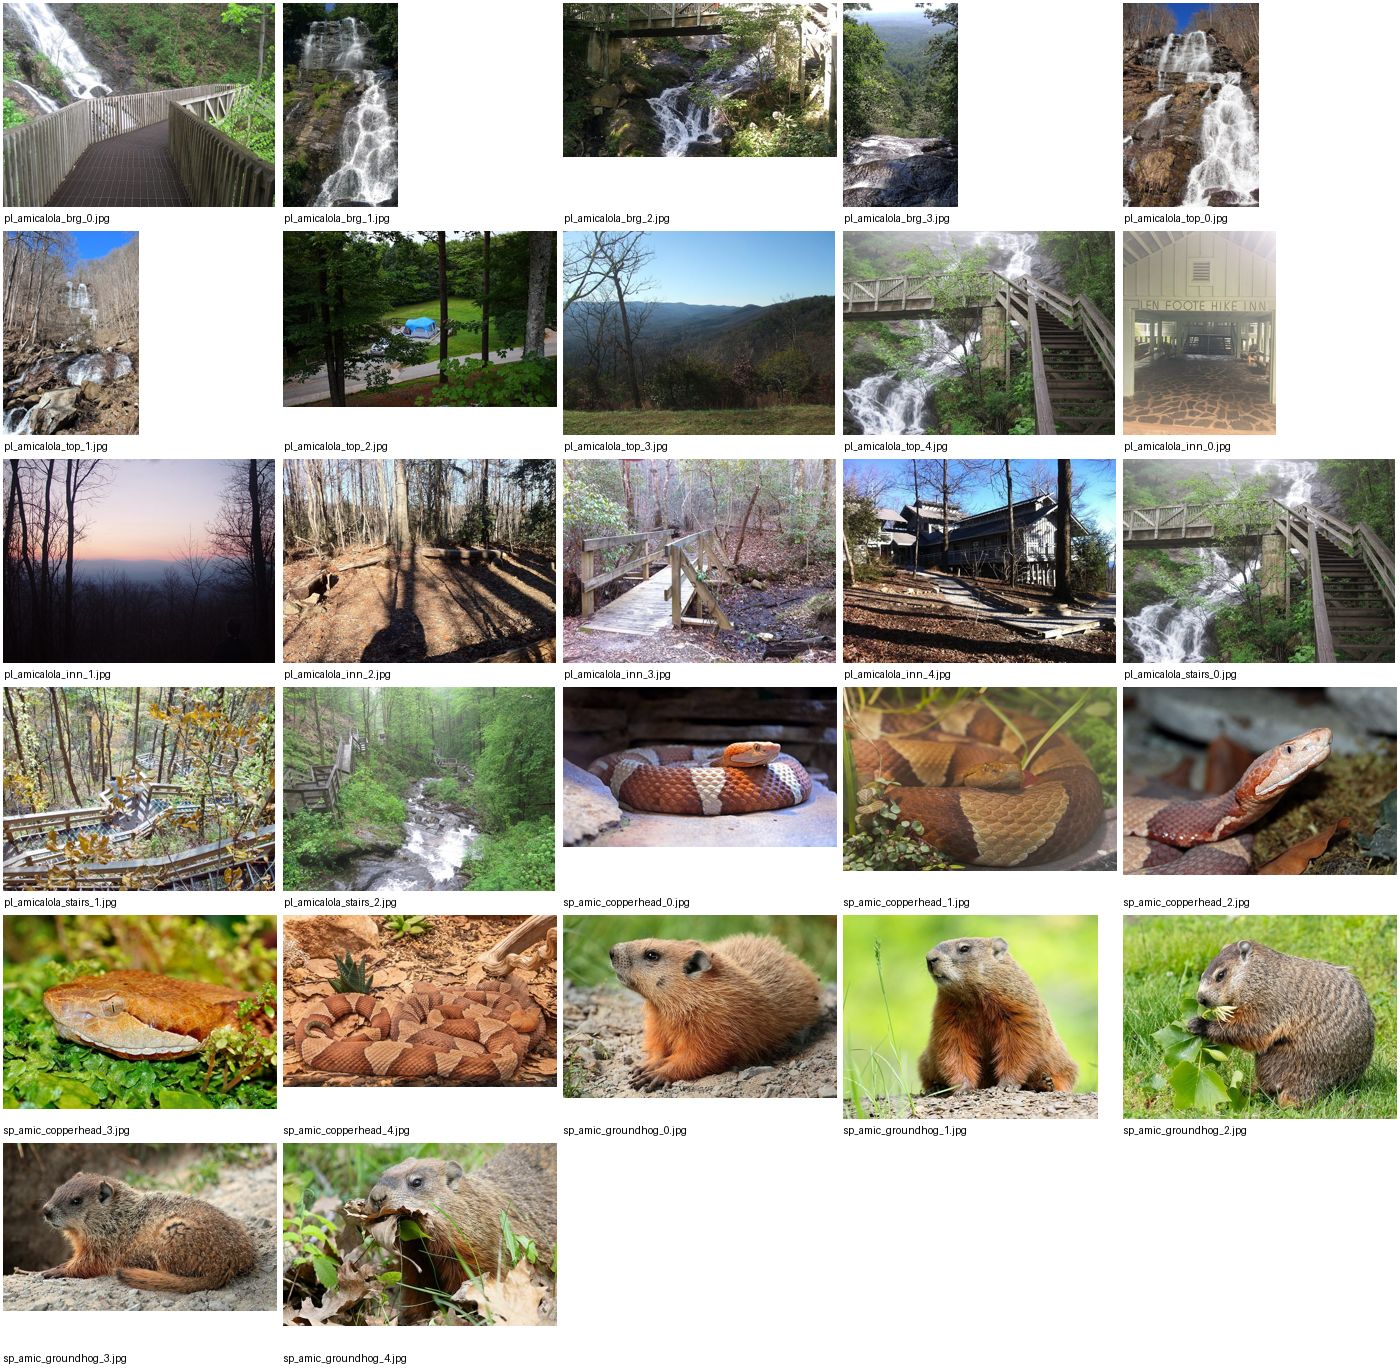 pl_amicalola_brg_0.jpg
pl_amicalola_brg_1.jpg
pl_amicalola_brg_2.jpg
pl_amicalola_brg_3.jpg
pl_amicalola_top_0.jpg
LEN FOOTE HIKE INN
pl_amicalola_top_1.jpg
pl_amicalola_top_2.jpg
pl_amicalola_top_3.jpg
pl_amicalola_top_4.jpg
pl_amicalola_inn_0.jpg
pl_amicalola_inn_1.jpg
pl_amicalola_inn_2.jpg
pl_amicalola_inn_3.jpg
pl_amicalola_inn_4.jpg
pl_amicalola_stairs_0.jpg
pl_amicalola_stairs_1.jpg
pl_amicalola_stairs_2.jpg
sp_amic_copperhead_0.jpg
sp_amic_copperhead_1.jpg
sp_amic_copperhead_2.jpg
sp_amic_copperhead_3.jpg
sp_amic_copperhead_4.jpg
sp_amic_groundhog_0.jpg
sp_amic_groundhog_1.jpg
sp_amic_groundhog_2.jpg
sp_amic_groundhog_3.jpg
sp_amic_groundhog_4.jpg